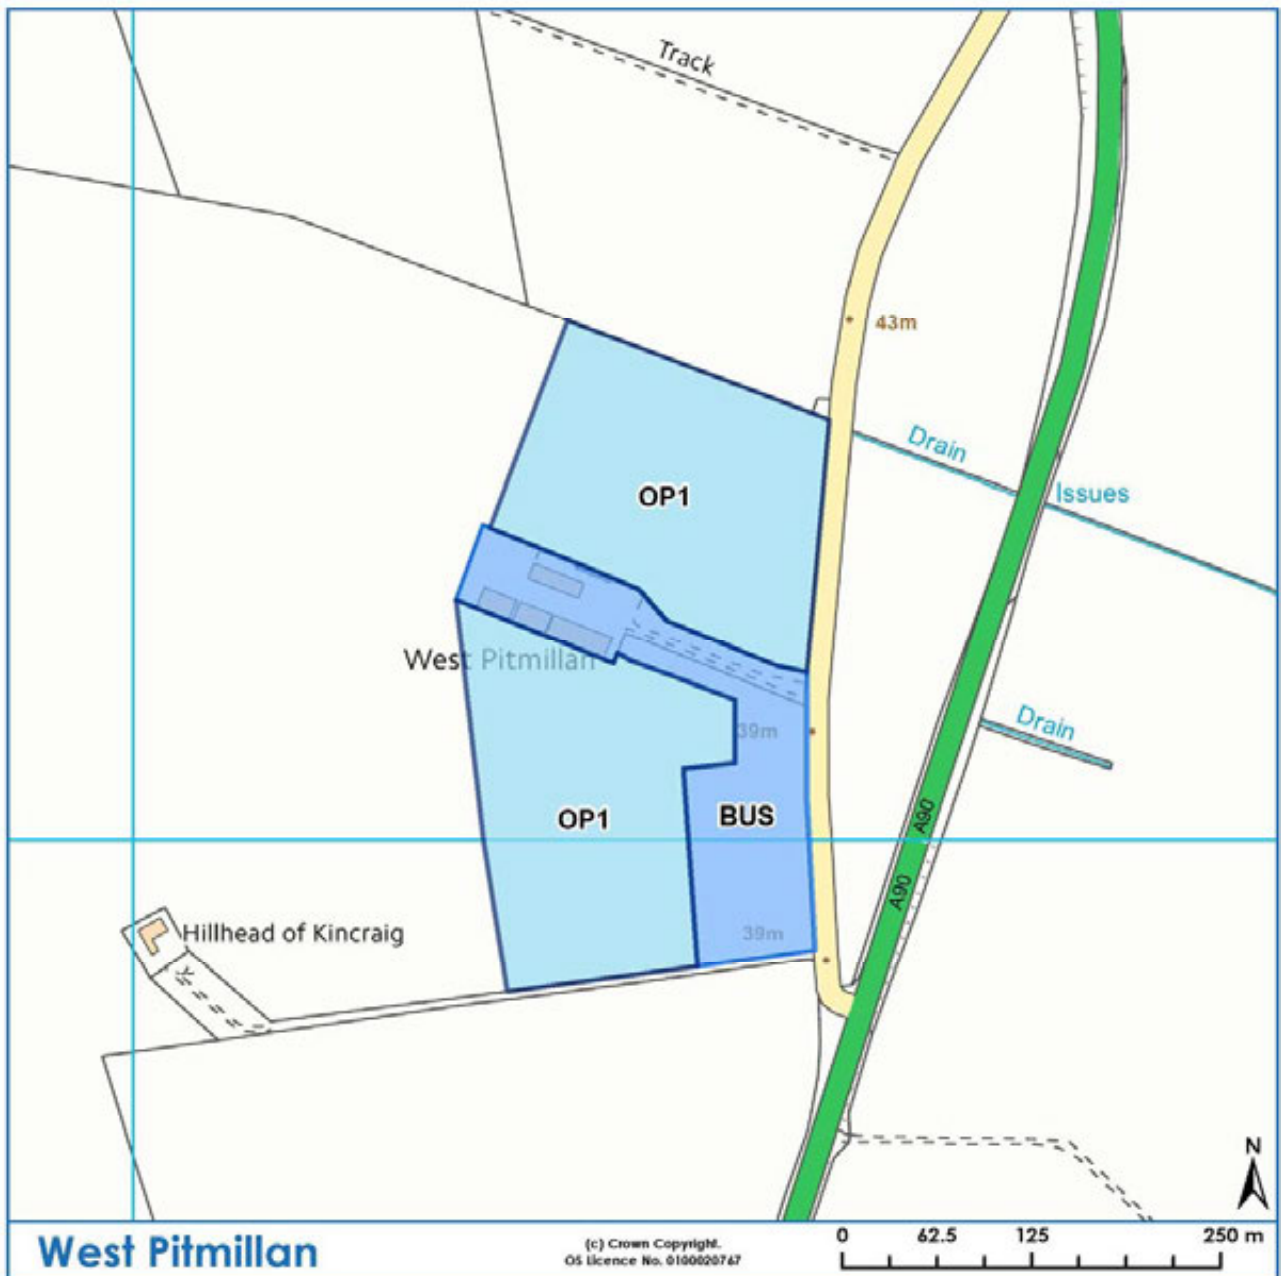 Track
43m
Drain
Issues
OP1
West Pitmillan
Drain
39m
A90
OP1
BUS
A90
Hillhead of Kincraig
39m
N
West Pitmillan
(c) Crown Copyright.
OS Licence No. 0100020767
0 62.5 125 250 m